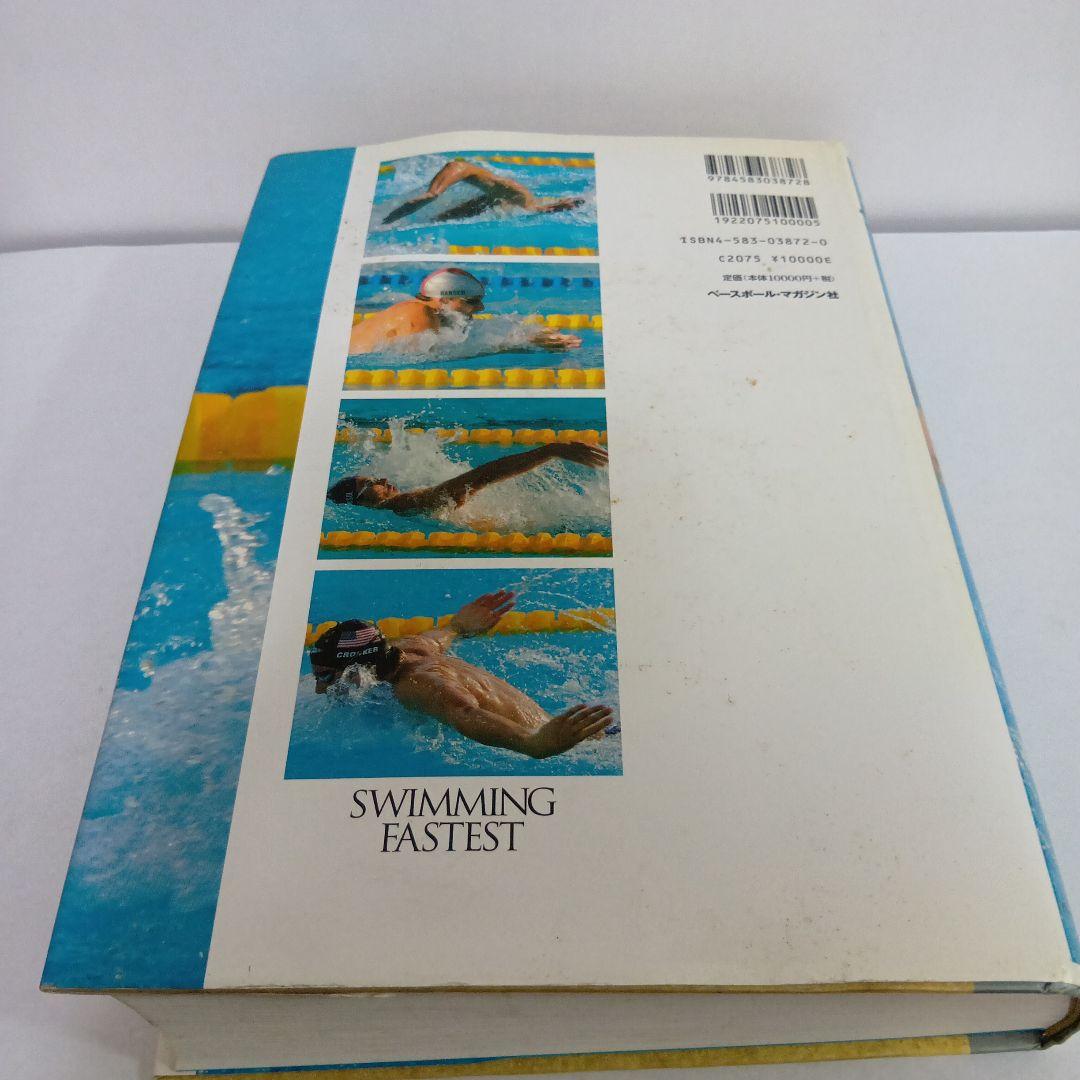 9784583038728
1922075100005
ISBN4-583-03872-0
C2075 ¥10000E
定価(本体10000円+税)
ベースボール・マガジン社
HANSEN
CROCKER
SWIMMING
FASTEST